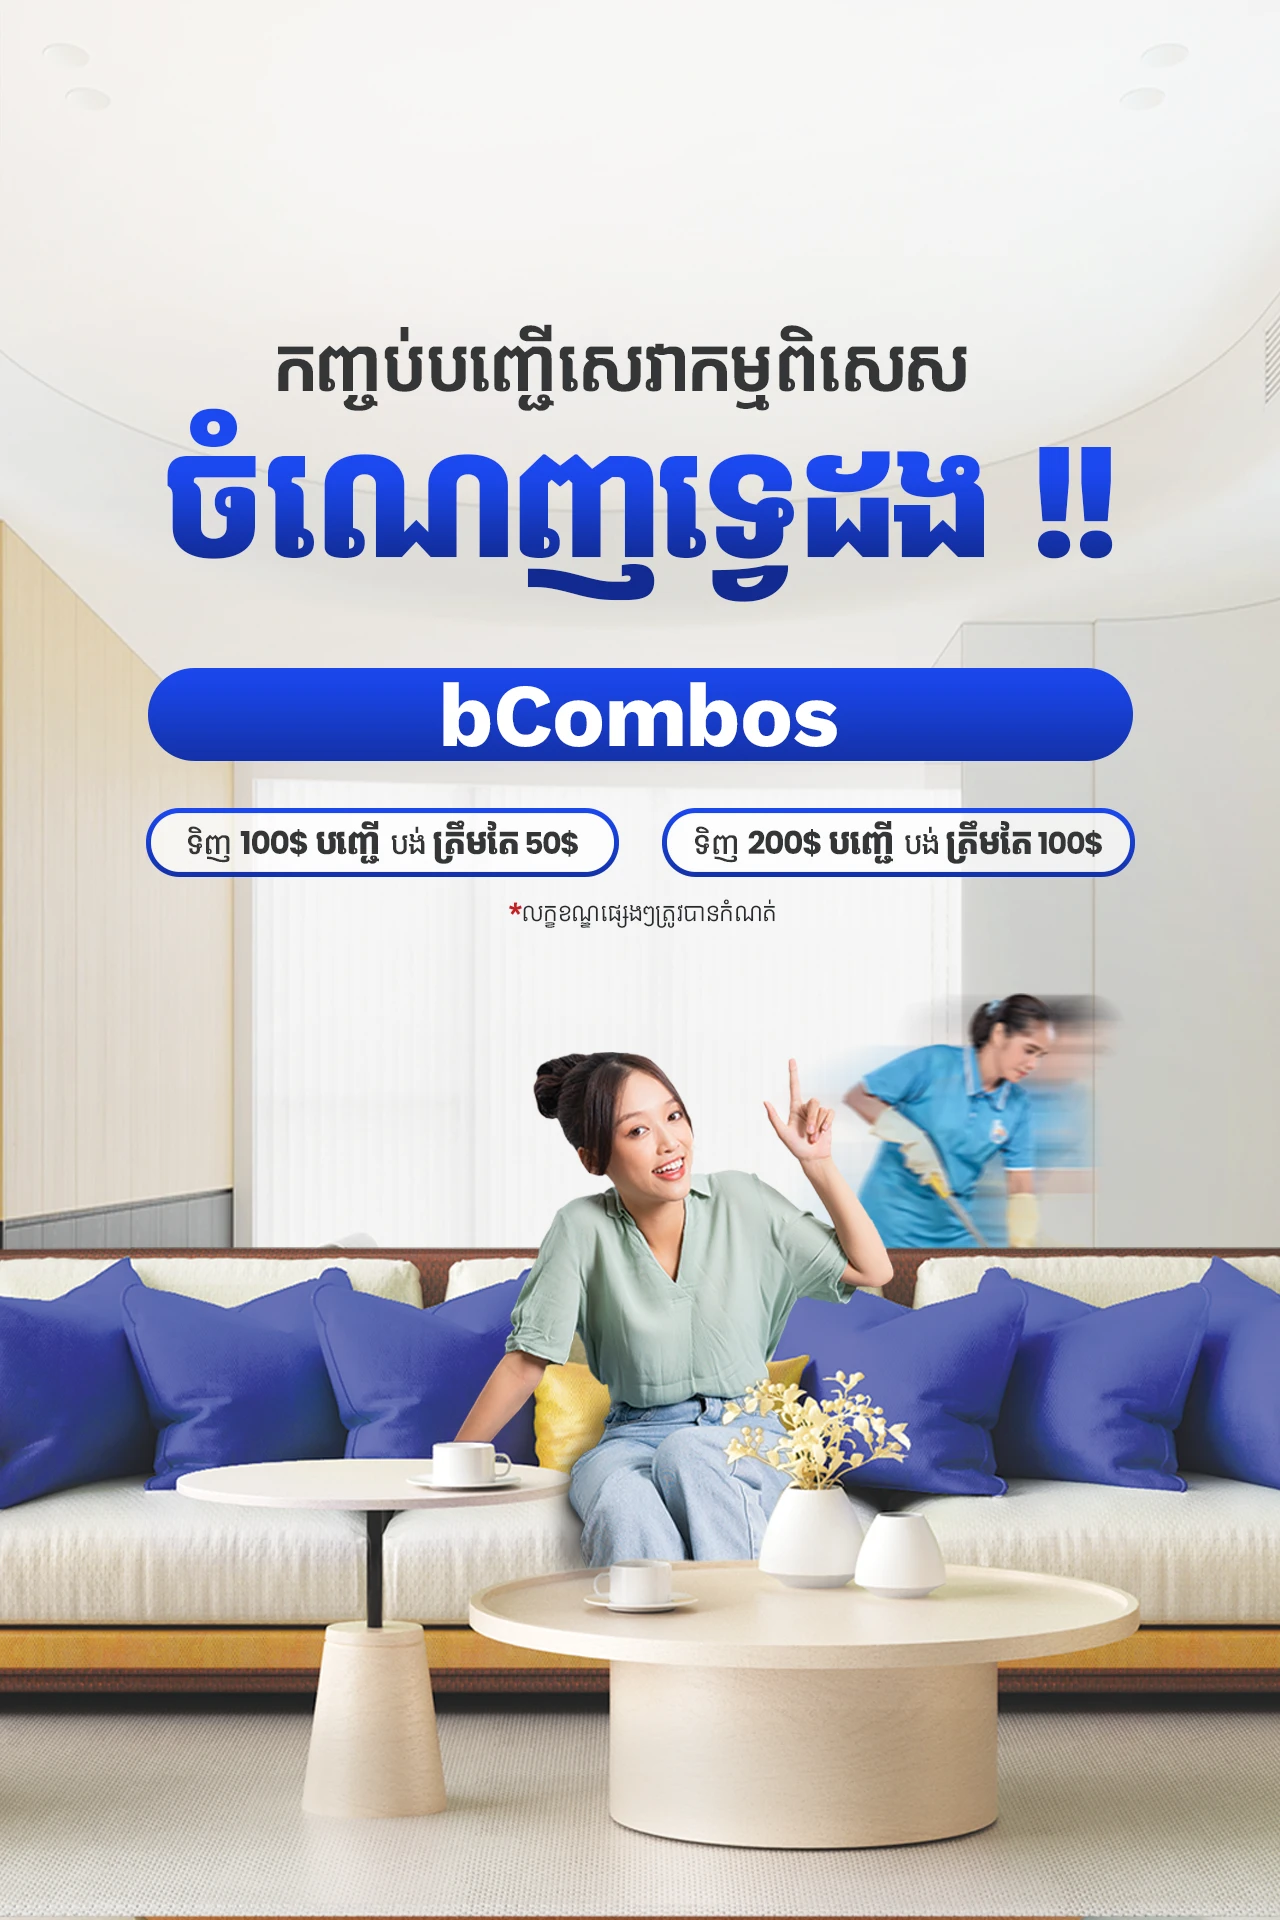 កញ្ចប់បញ្ជើសេវាកម្មពិសេស
ចំណេញទ្វេដង !!
bCombos
ទិញ 100$ បញ្ជើ បង់ ត្រឹមតែ 50$
ទិញ 200$ បញ្ជើ បង់ ត្រឹមតែ 100$
*លក្ខខណ្ឌផ្សេងៗត្រូវបានកំណត់